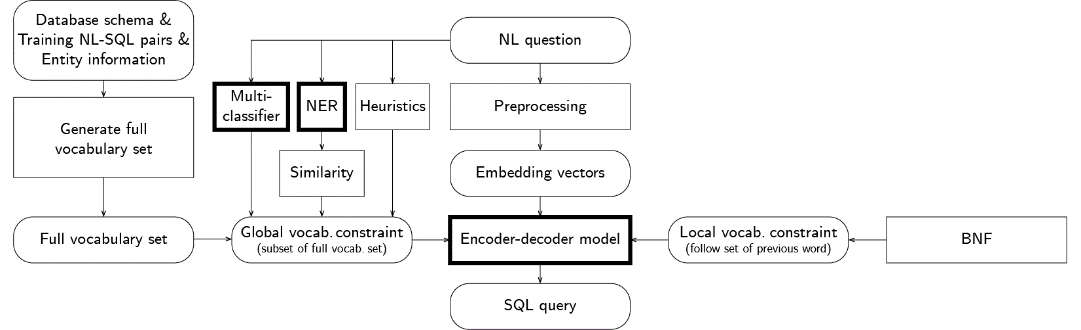 Database schema &
Training NL-SQL pairs &
Entity information
NL question
Multi-
classifier
NER
Heuristics
Preprocessing
Generate full
vocabulary set
Similarity
Embedding vectors
Full vocabulary set
Global vocab. constraint
(subset of full vocab. set)
Encoder-decoder model
Local vocab. constraint
(follow set of previous word)
BNF
SQL query